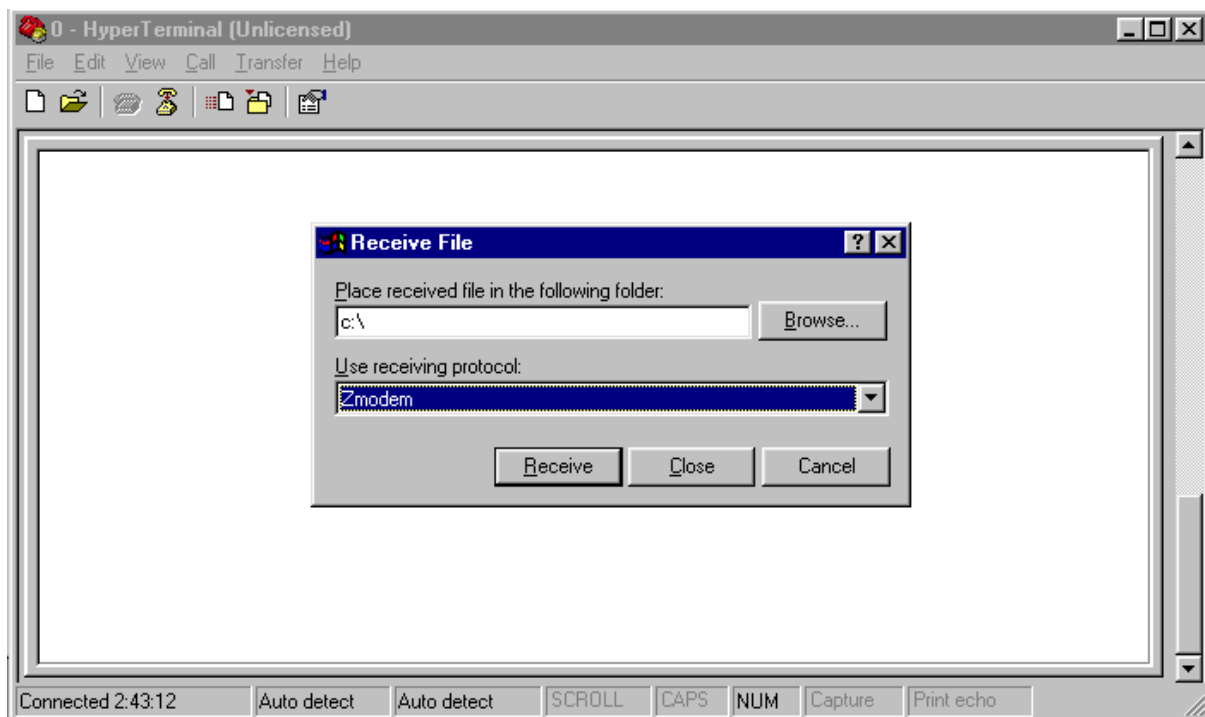 0 - HyperTerminal (Unlicensed)
File Edit View Call Transfer Help
Receive File
Place received file in the following folder:
c:\ Browse...
Use receiving protocol:
Zmodem
Receive Close Cancel
Connected 2:43:12 Auto detect Auto detect SCROLL CAPS NUM Capture Print echo